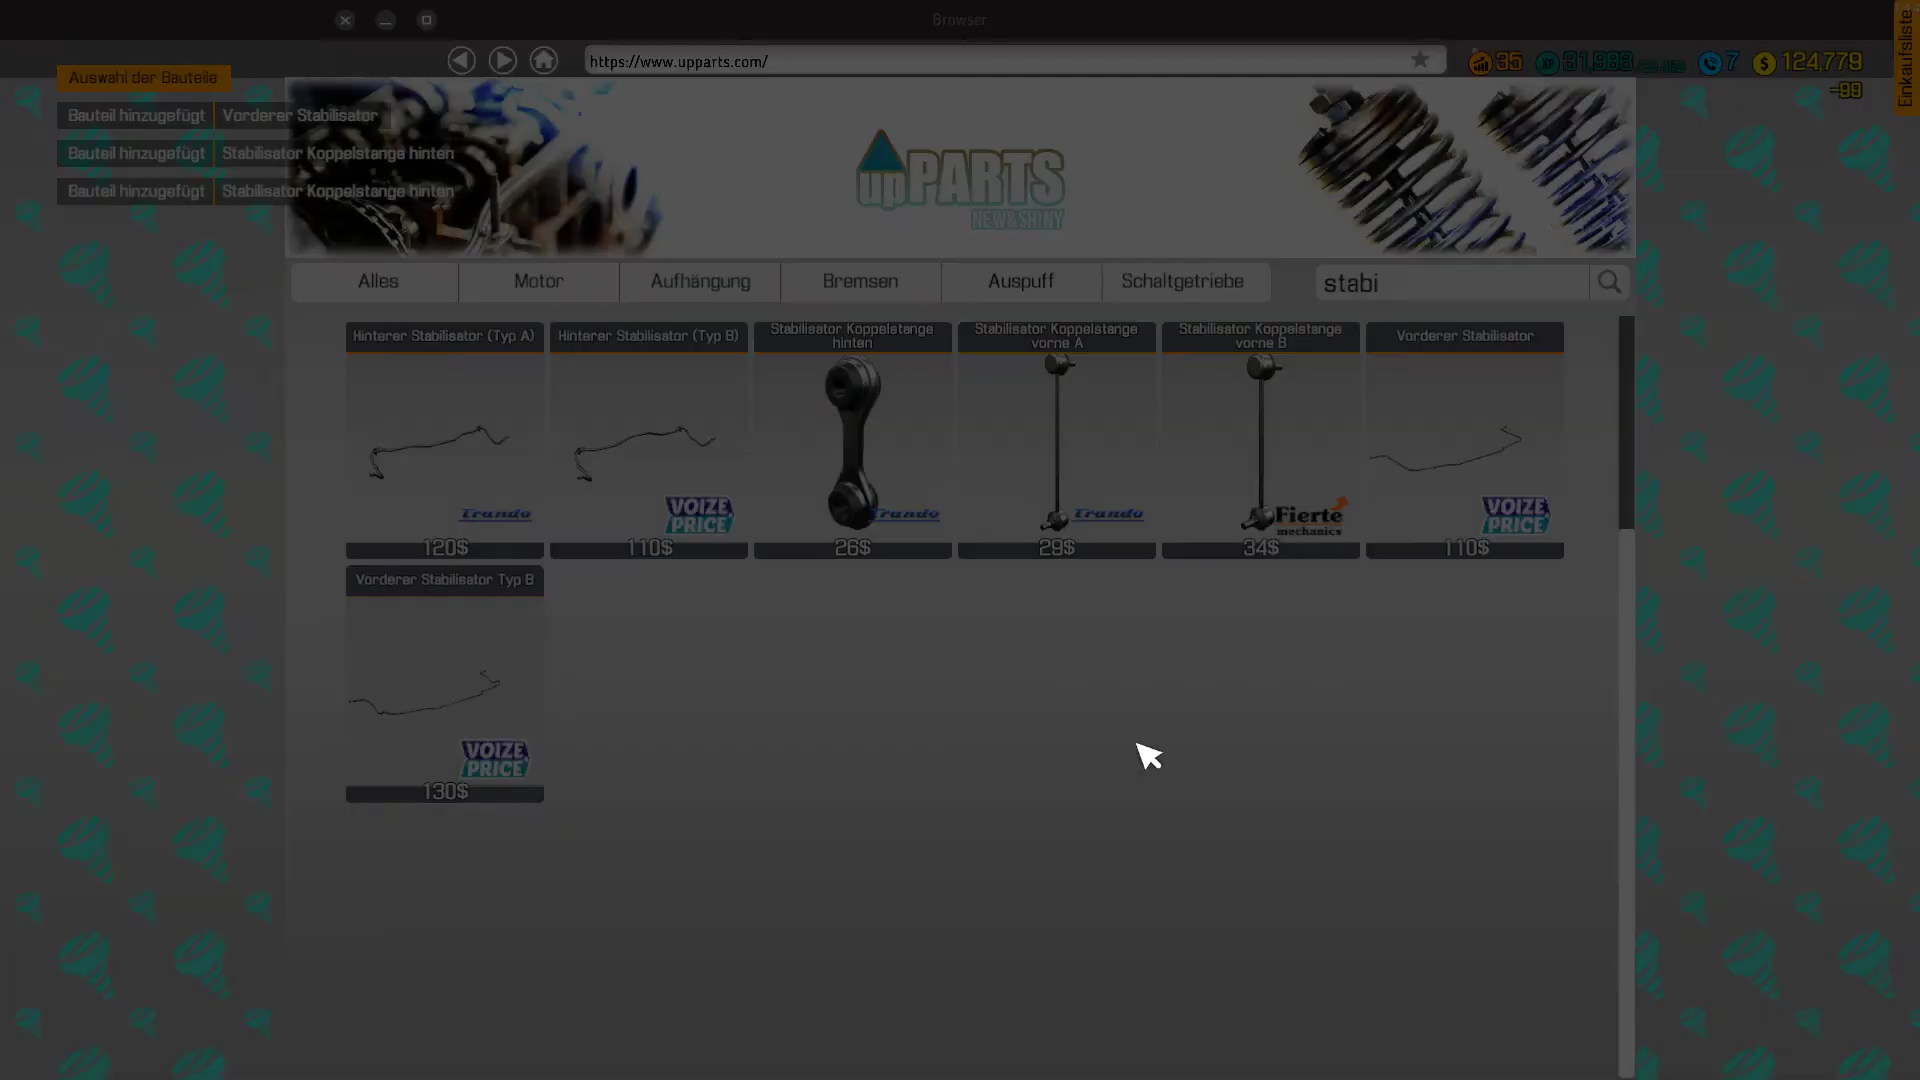 Browser
https://www.upparts.com/
35
7
124,779
-99
Einkaufsliste
Auswahl der Bauteile
Bauteil hinzugefügt Vorderer Stabilisator
Bauteil hinzugefügt Stabilisator Koppelstange hinten
Bauteil hinzugefügt Stabilisator Koppelstange hinten
upPARTS
NEW&SHINY
Alles Motor Aufhängung Bremsen Auspuff Schaltgetriebe stabi
Hinterer Stabilisator (Typ A)
Trando
120$
Hinterer Stabilisator (Typ B)
VOIZE
PRICE
110$
Stabilisator Koppelstange
hinten
Trando
26$
Stabilisator Koppelstange
vorne A
Trando
29$
Stabilisator Koppelstange
vorne B
Fierte
mechanics
34$
Vorderer Stabilisator
VOIZE
PRICE
110$
Vorderer Stabilisator Typ B
VOIZE
PRICE
130$